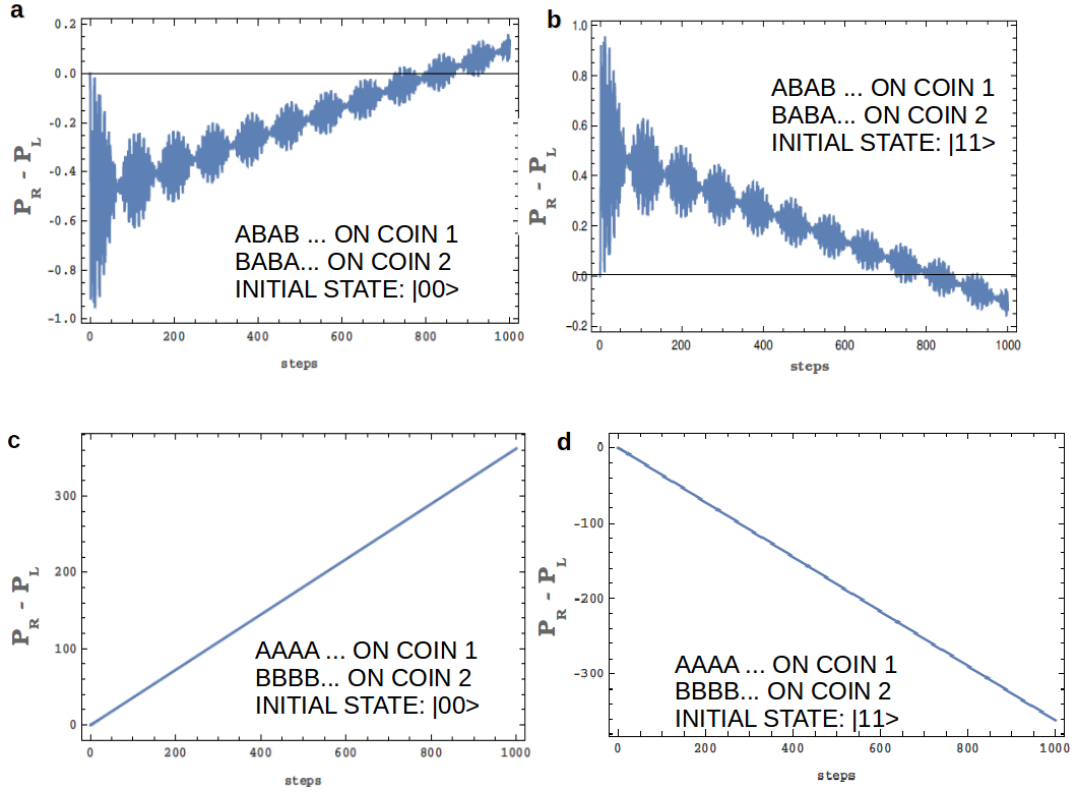 a
0.2
0.0
-0.2
-0.4
-0.6
-0.8
-1.0
P_R - P_L
ABAB ... ON COIN 1
BABA... ON COIN 2
INITIAL STATE: |00>
0 200 400 600 800 1000
steps
b
1.0
0.8
0.6
0.4
0.2
0.0
-0.2
P_R - P_L
ABAB ... ON COIN 1
BABA... ON COIN 2
INITIAL STATE: |11>
0 200 400 600 800 1000
steps
c
300
200
100
0
P_R - P_L
AAAA ... ON COIN 1
BBBB... ON COIN 2
INITIAL STATE: |00>
0 200 400 600 800 1000
steps
d
0
-100
-200
-300
P_R - P_L
AAAA ... ON COIN 1
BBBB... ON COIN 2
INITIAL STATE: |11>
0 200 400 600 800 1000
steps